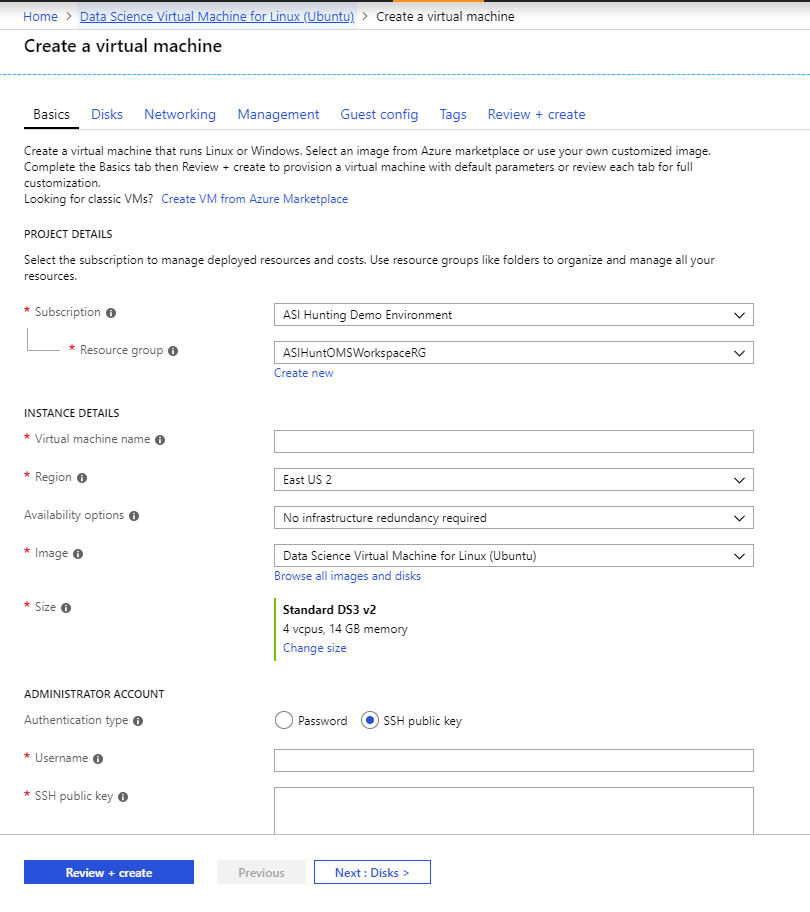 Home > Data Science Virtual Machine for Linux (Ubuntu) > Create a virtual machine
Create a virtual machine
Basics Disks Networking Management Guest config Tags Review + create
Create a virtual machine that runs Linux or Windows. Select an image from Azure marketplace or use your own customized image.
Complete the Basics tab then Review + create to provision a virtual machine with default parameters or review each tab for full
customization.
Looking for classic VMs? Create VM from Azure Marketplace
PROJECT DETAILS
Select the subscription to manage deployed resources and costs. Use resource groups like folders to organize and manage all your
resources.
* Subscription ASI Hunting Demo Environment
* Resource group ASIHuntOMSWorkspaceRG
Create new
INSTANCE DETAILS
* Virtual machine name
* Region East US 2
Availability options No infrastructure redundancy required
* Image Data Science Virtual Machine for Linux (Ubuntu)
Browse all images and disks
* Size Standard DS3 v2
4 vcpus, 14 GB memory
Change size
ADMINISTRATOR ACCOUNT
Authentication type Password SSH public key
* Username
* SSH public key
Review + create Previous Next : Disks >